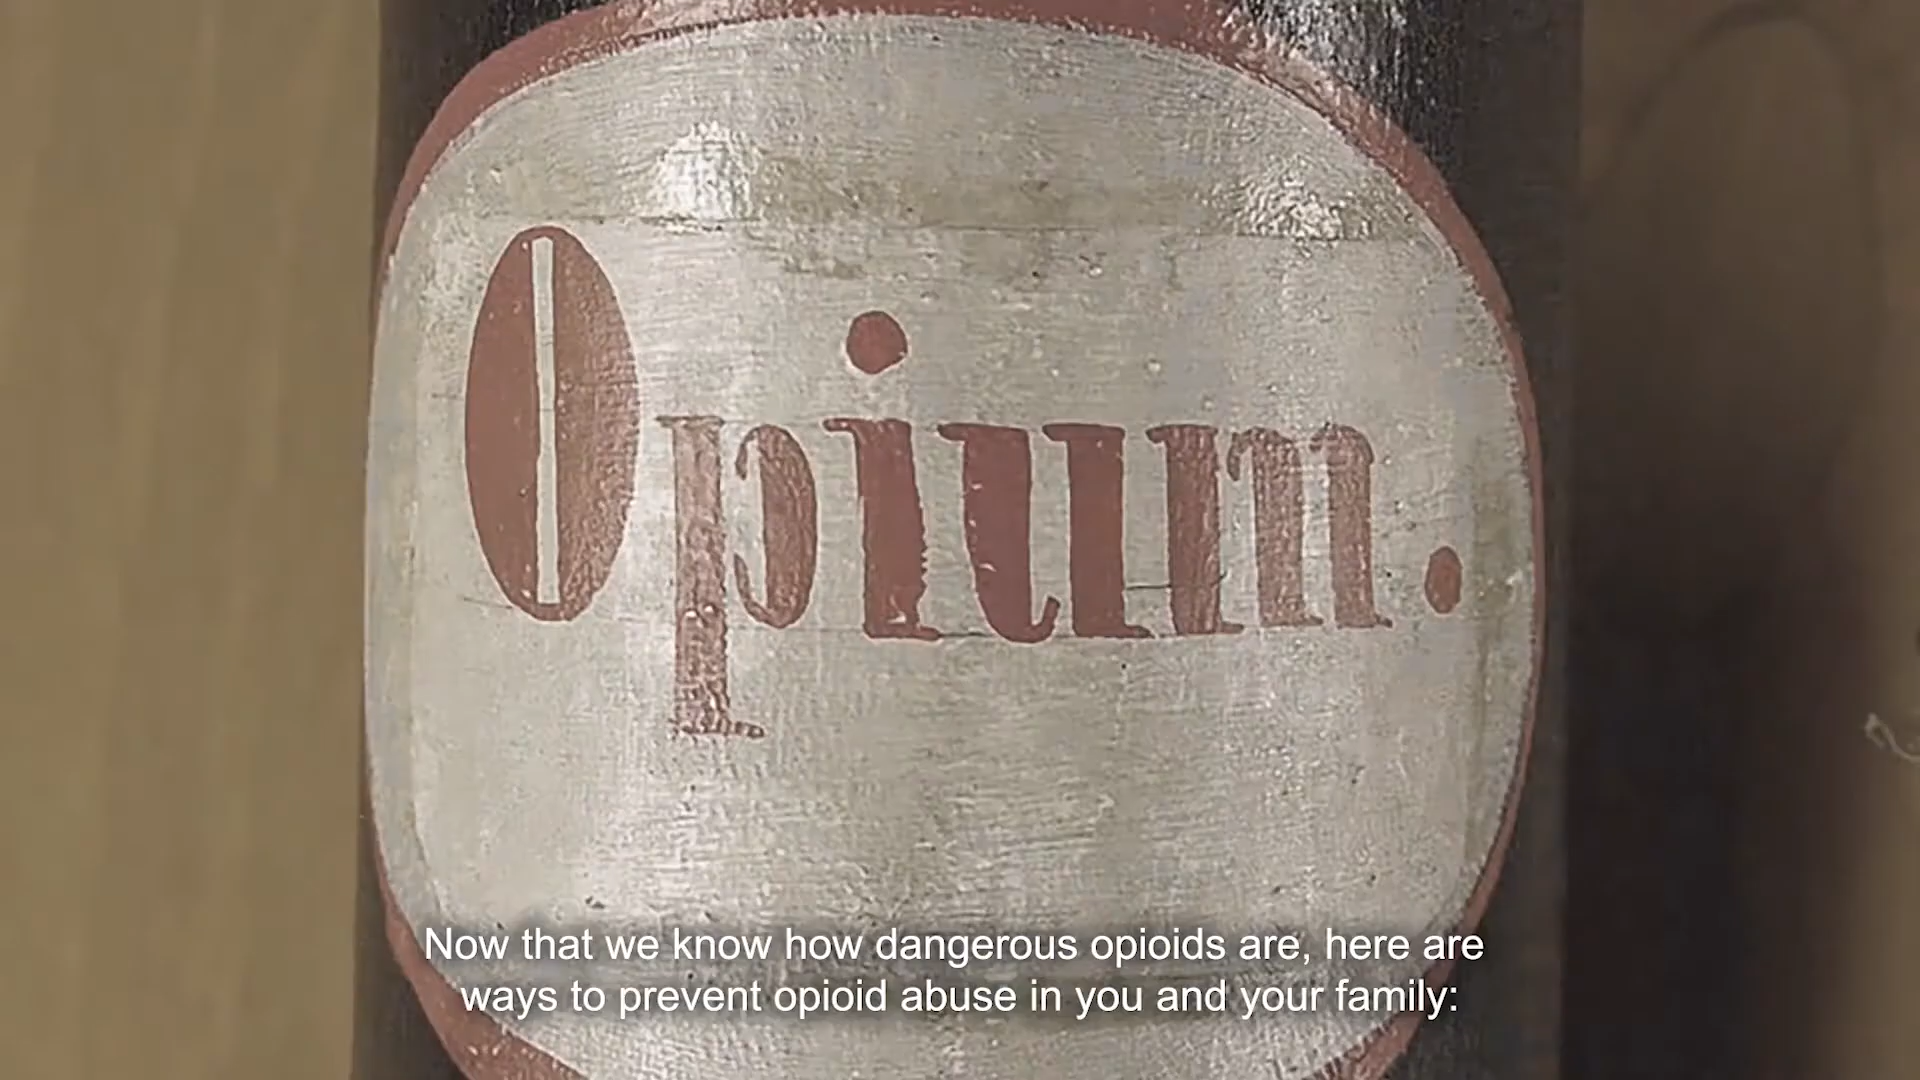 Opium.
Now that we know how dangerous opioids are, here are
ways to prevent opioid abuse in you and your family: